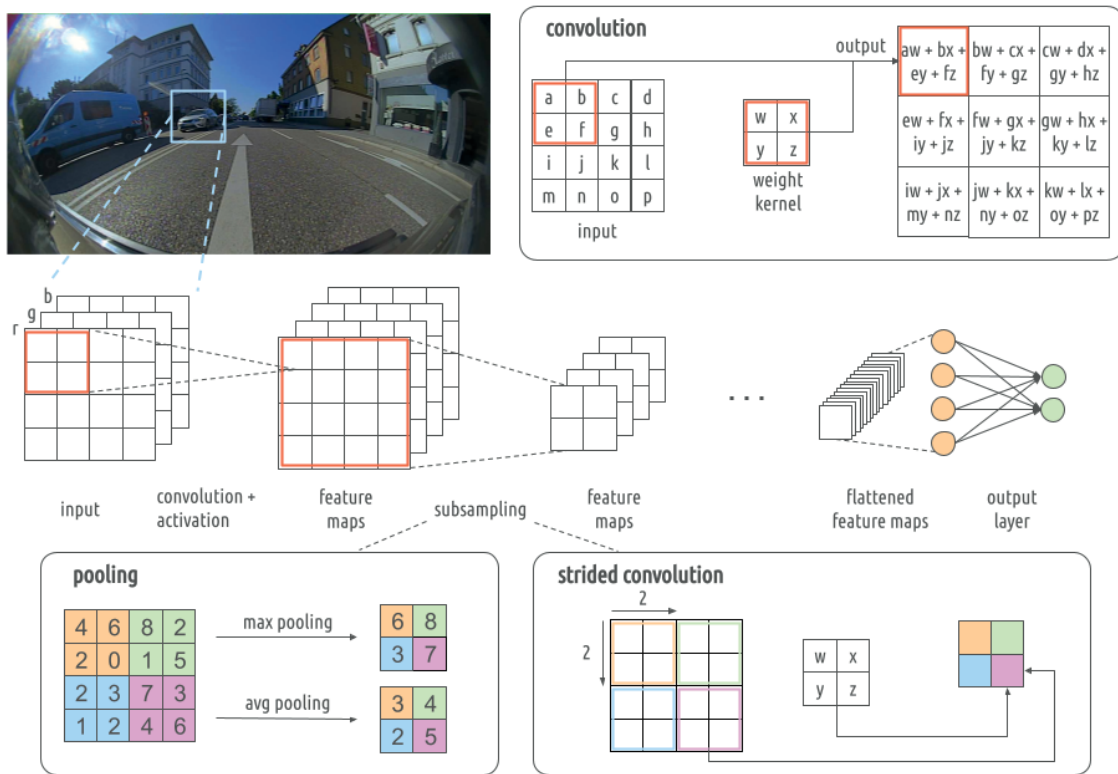 convolution
output
a b c d
e f g h
i j k l
m n o p
input
w x
y z
weight
kernel
aw + bx +
ey + fz
bw + cx +
fy + gz
cw + dx +
gy + hz
ew + fx +
iy + jz
fw + gx +
jy + kz
gw + hx +
ky + lz
iw + jx +
my + nz
jw + kx +
ny + oz
kw + lx +
oy + pz
b
g
r
. . .
input
convolution +
activation
feature
maps
subsampling
feature
maps
flattened
feature maps
output
layer
pooling
4 6 8 2
2 0 1 5
2 3 7 3
1 2 4 6
max pooling
6 8
3 7
avg pooling
3 4
2 5
strided convolution
2
2
w x
y z